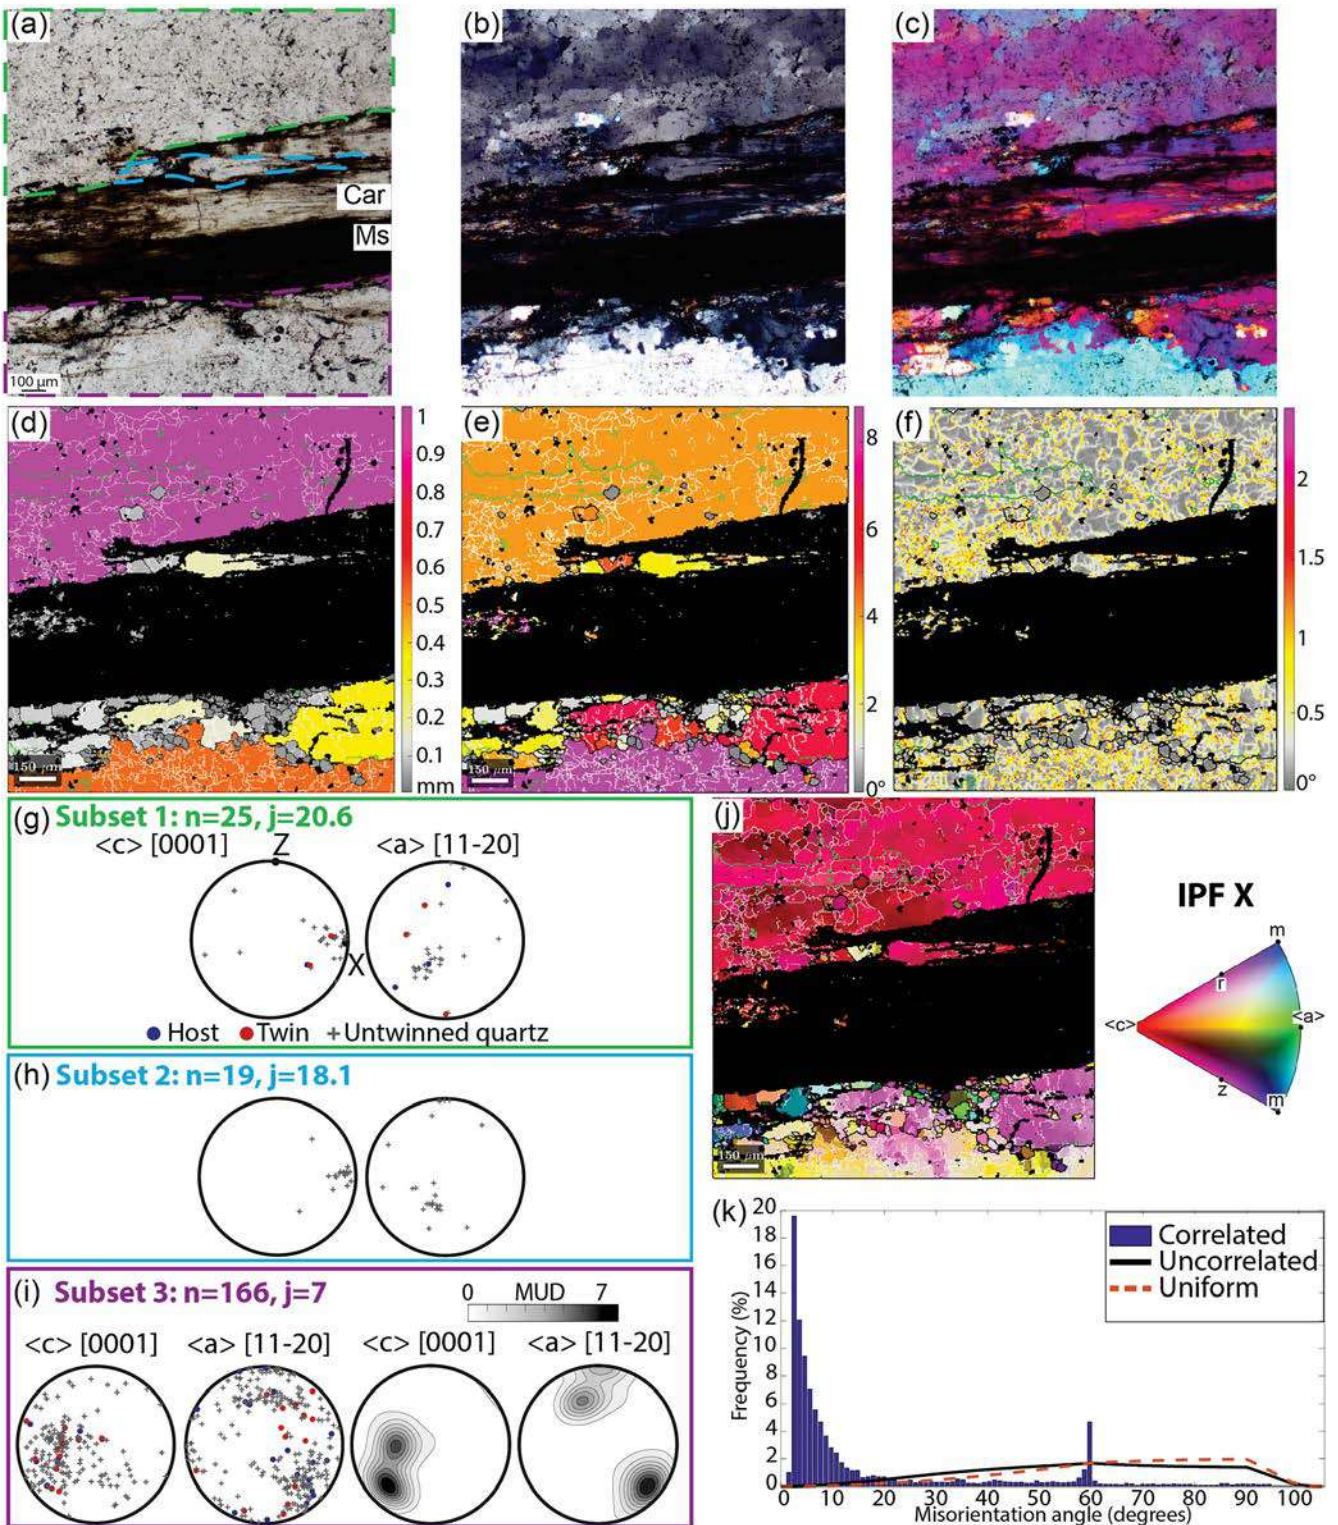 (a)
(b)
(c)
Car
Ms
100 µm
(d)
1
0.9
0.8
0.7
0.6
0.5
0.4
0.3
0.2
0.1
mm
150 µm
(e)
8
6
4
2
0°
150 µm
(f)
2
1.5
1
0.5
0°
(g) Subset 1: n=25, j=20.6
<c> [0001]
Z
<a> [11-20]
X
Host
Twin
+Untwinned quartz
(h) Subset 2: n=19, j=18.1
(i) Subset 3: n=166, j=7
0 MUD 7
<c> [0001]
<a> [11-20]
<c> [0001]
<a> [11-20]
(j)
150 µm
IPF X
m
r
<c>
<a>
z
m
(k)
20
18
16
14
12
10
8
6
4
2
0
Frequency (%)
Correlated
Uncorrelated
Uniform
0 10 20 30 40 50 60 70 80 90 100
Misorientation angle (degrees)